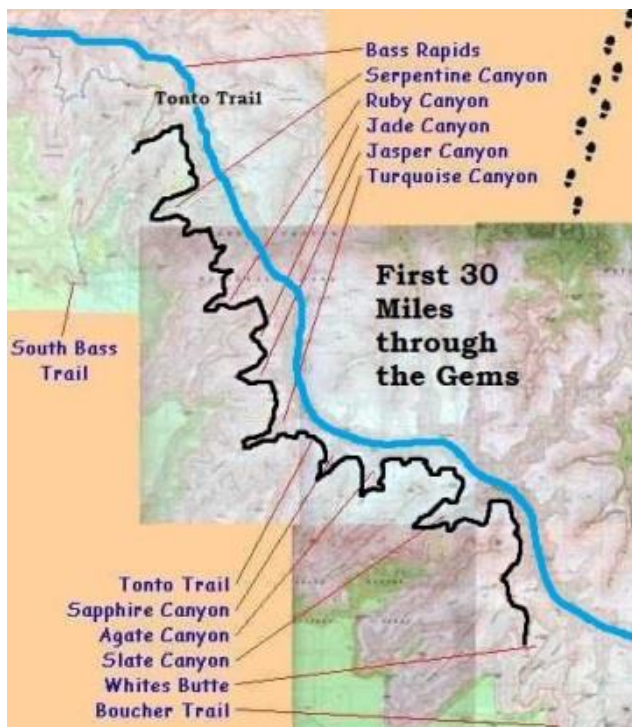 Bass Rapids
Serpentine Canyon
Tonto Trail
Ruby Canyon
Jade Canyon
Jasper Canyon
Turquoise Canyon
First 30
Miles
through
the Gems
South Bass
Trail
Tonto Trail
Sapphire Canyon
Agate Canyon
Slate Canyon
Whites Butte
Boucher Trail